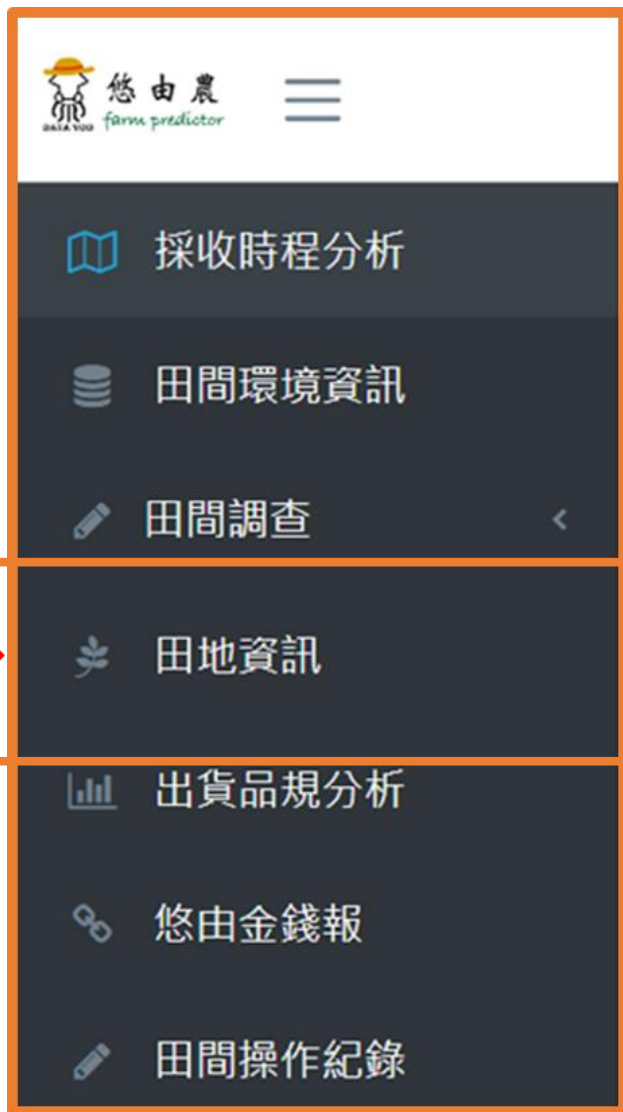 悠由農
farm predictor
DATA YOO
採收時程分析
田間環境資訊
田間調查
田地資訊
出貨品規分析
悠由金錢報
田間操作紀錄